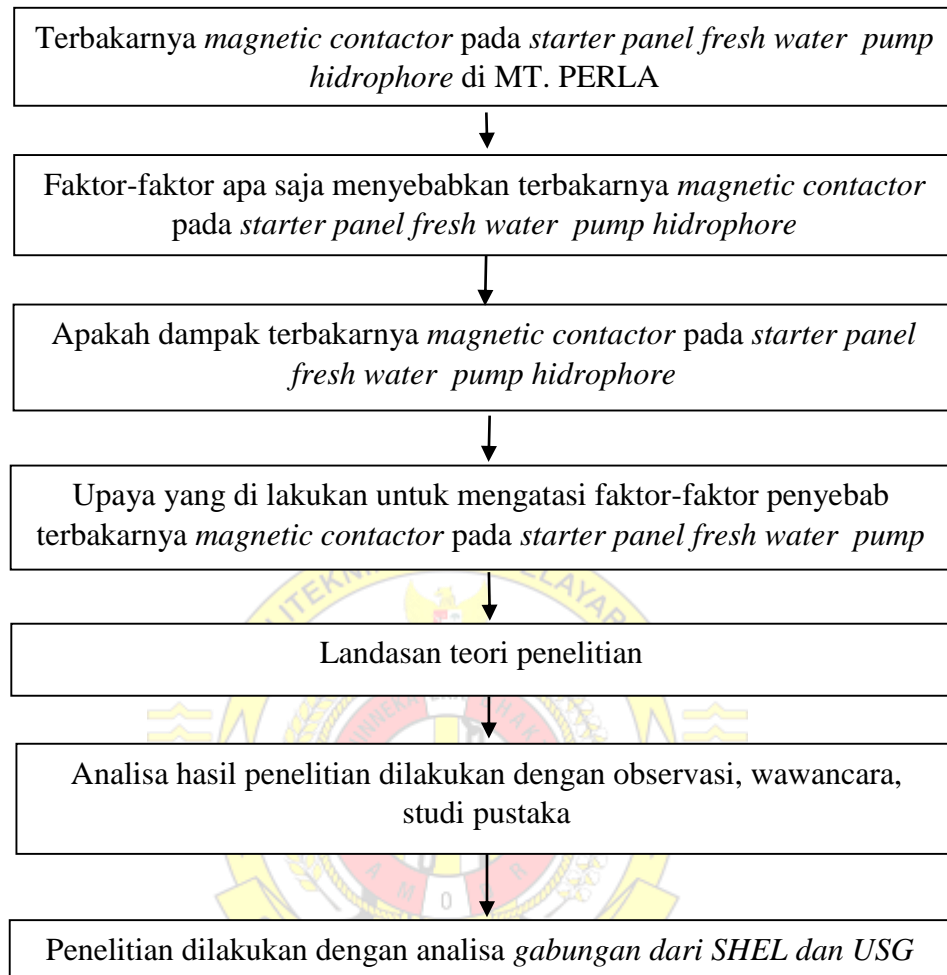 Terbakarnya magnetic contactor pada starter panel fresh water pump
hidrophore di MT. PERLA
Faktor-faktor apa saja menyebabkan terbakarnya magnetic contactor
pada starter panel fresh water pump hidrophore
Apakah dampak terbakarnya magnetic contactor pada starter panel
fresh water pump hidrophore
Upaya yang di lakukan untuk mengatasi faktor-faktor penyebab
terbakarnya magnetic contactor pada starter panel fresh water pump
Landasan teori penelitian
Analisa hasil penelitian dilakukan dengan observasi, wawancara,
studi pustaka
Penelitian dilakukan dengan analisa gabungan dari SHEL dan USG